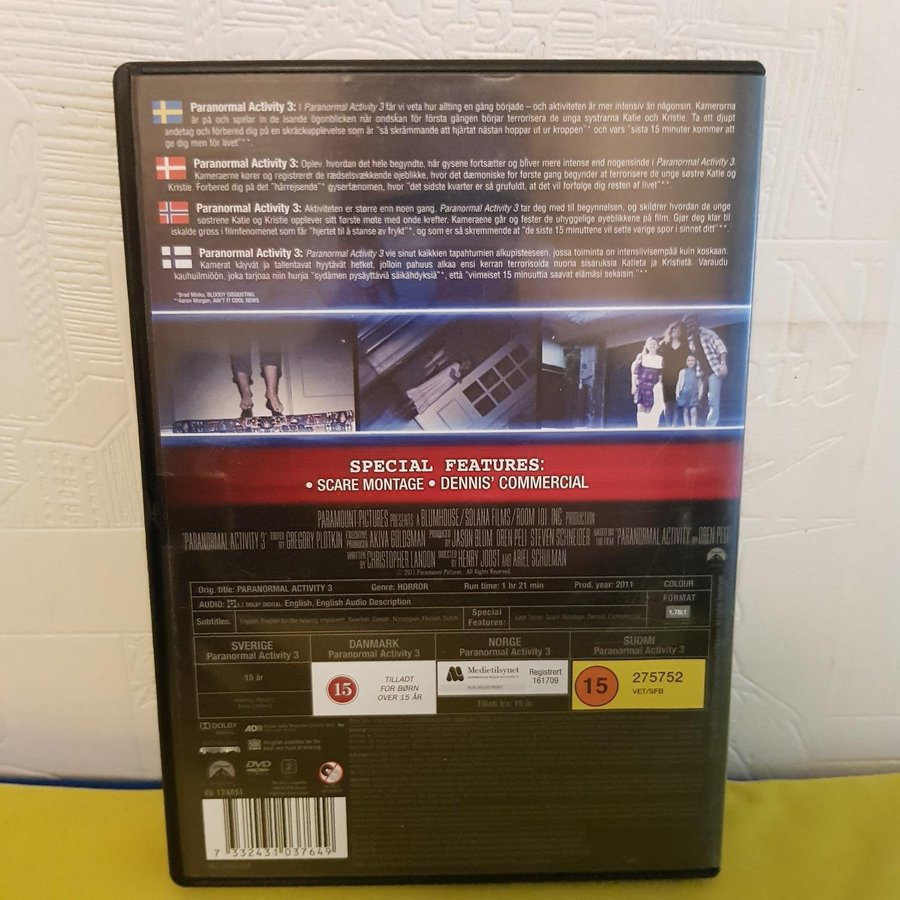 Paranormal Activity 3: I Paranormal Activity 3 får vi veta hur allting en gång började – och aktiviteten är mer intensiv än någonsin. Kamerorna
är på och spelar in de isande ögonblicken när ondskan för första gången börjar terrorisera de unga systrarna Katie och Kristie. Ta ett djupt
andetag och förbered dig på en skräckupplevelse som är "så skrämmande att hjärtat nästan hoppar ut ur kroppen"* och vars "sista 15 minuter kommer att
ge dig men för livet"**.
Paranormal Activity 3: Oplev, hvordan det hele begyndte, når gysene fortsætter og bliver mere intense end nogensinde i Paranormal Activity 3.
Kameraerne kører og registrerer de rædselsvækkende øjeblikke, hvor det dæmoniske for første gang begynder at terrorisere de unge søstre Katie og
Kristie. Forbered dig på det "hårrejsende"* gyserfænomen, hvor "det sidste kvarter er så grufuldt, at det vil forfølge dig resten af livet"**.
Paranormal Activity 3: Aktiviteten er større enn noen gang. Paranormal Activity 3 tar deg med til begynnelsen, og skildrer hvordan de unge
søstrene Katie og Kristie opplever sitt første møte med onde krefter. Kameraene går og fester de uhyggelige øyeblikkene på film. Gjør deg klar til
iskalde gross i filmfenomenet som får "hjertet til å stanse av frykt"*, og som er så skremmende at "de siste 15 minuttene vil sette varige spor i sinnet ditt"**.
Paranormal Activity 3: Paranormal Activity 3 vie sinut kaikkien tapahtumien alkupisteeseen, jossa toiminta on intensiivisempää kuin koskaan.
Kamerat käyvät ja tallentavat hyytävät hetket, jolloin pahuus alkaa ensi kerran terrorisoida nuoria sisaruksia Katieta ja Kristietä. Varaudu
kauhuilmiöön, joka tarjoaa niin hurjia "sydämen pysäyttäviä säikähdyksiä"*, että "viimeiset 15 minuuttia saavat elämäsi sekaisin."**
*Brad Miska, BLOODY DISGUSTING
**Aaron Morgan, AIN'T IT COOL NEWS
SPECIAL FEATURES:
• SCARE MONTAGE • DENNIS' COMMERCIAL
PARAMOUNT PICTURES PRESENTS A BLUMHOUSE/SOLANA FILMS/ROOM 101, INC. PRODUCTION
"PARANORMAL ACTIVITY 3" EDITED BY GREGORY PLOTKIN EXECUTIVE PRODUCER AKIVA GOLDSMAN PRODUCED BY JASON BLUM OREN PELI STEVEN SCHNEIDER BASED ON THE FILM "PARANORMAL ACTIVITY" BY OREN PELI
WRITTEN BY CHRISTOPHER LANDON DIRECTED BY HENRY JOOST AND ARIEL SCHULMAN
© 2011 Paramount Pictures. All Rights Reserved.
Orig. title: PARANORMAL ACTIVITY 3 Genre: HORROR Run time: 1 hr 21 min Prod. year: 2011 COLOUR
AUDIO: 5.1 DOLBY DIGITAL: English, English Audio Description FORMAT
1.78:1
Subtitles: English, English for the hearing impaired, Swedish, Danish, Norwegian, Finnish, Dutch
Special Features:
SVERIGE DANMARK NORGE SUOMI
Paranormal Activity 3 Paranormal Activity 3 Paranormal Activity 3 Paranormal Activity 3
15 år
15 TILLADT FOR BØRN OVER 15 ÅR
Medietilsynet Registrert 161709
Tillatt fra: 15 år
15 275752
VET/SFB
DOLBY AD
DVD 2
EU 124051
7 332431 037649